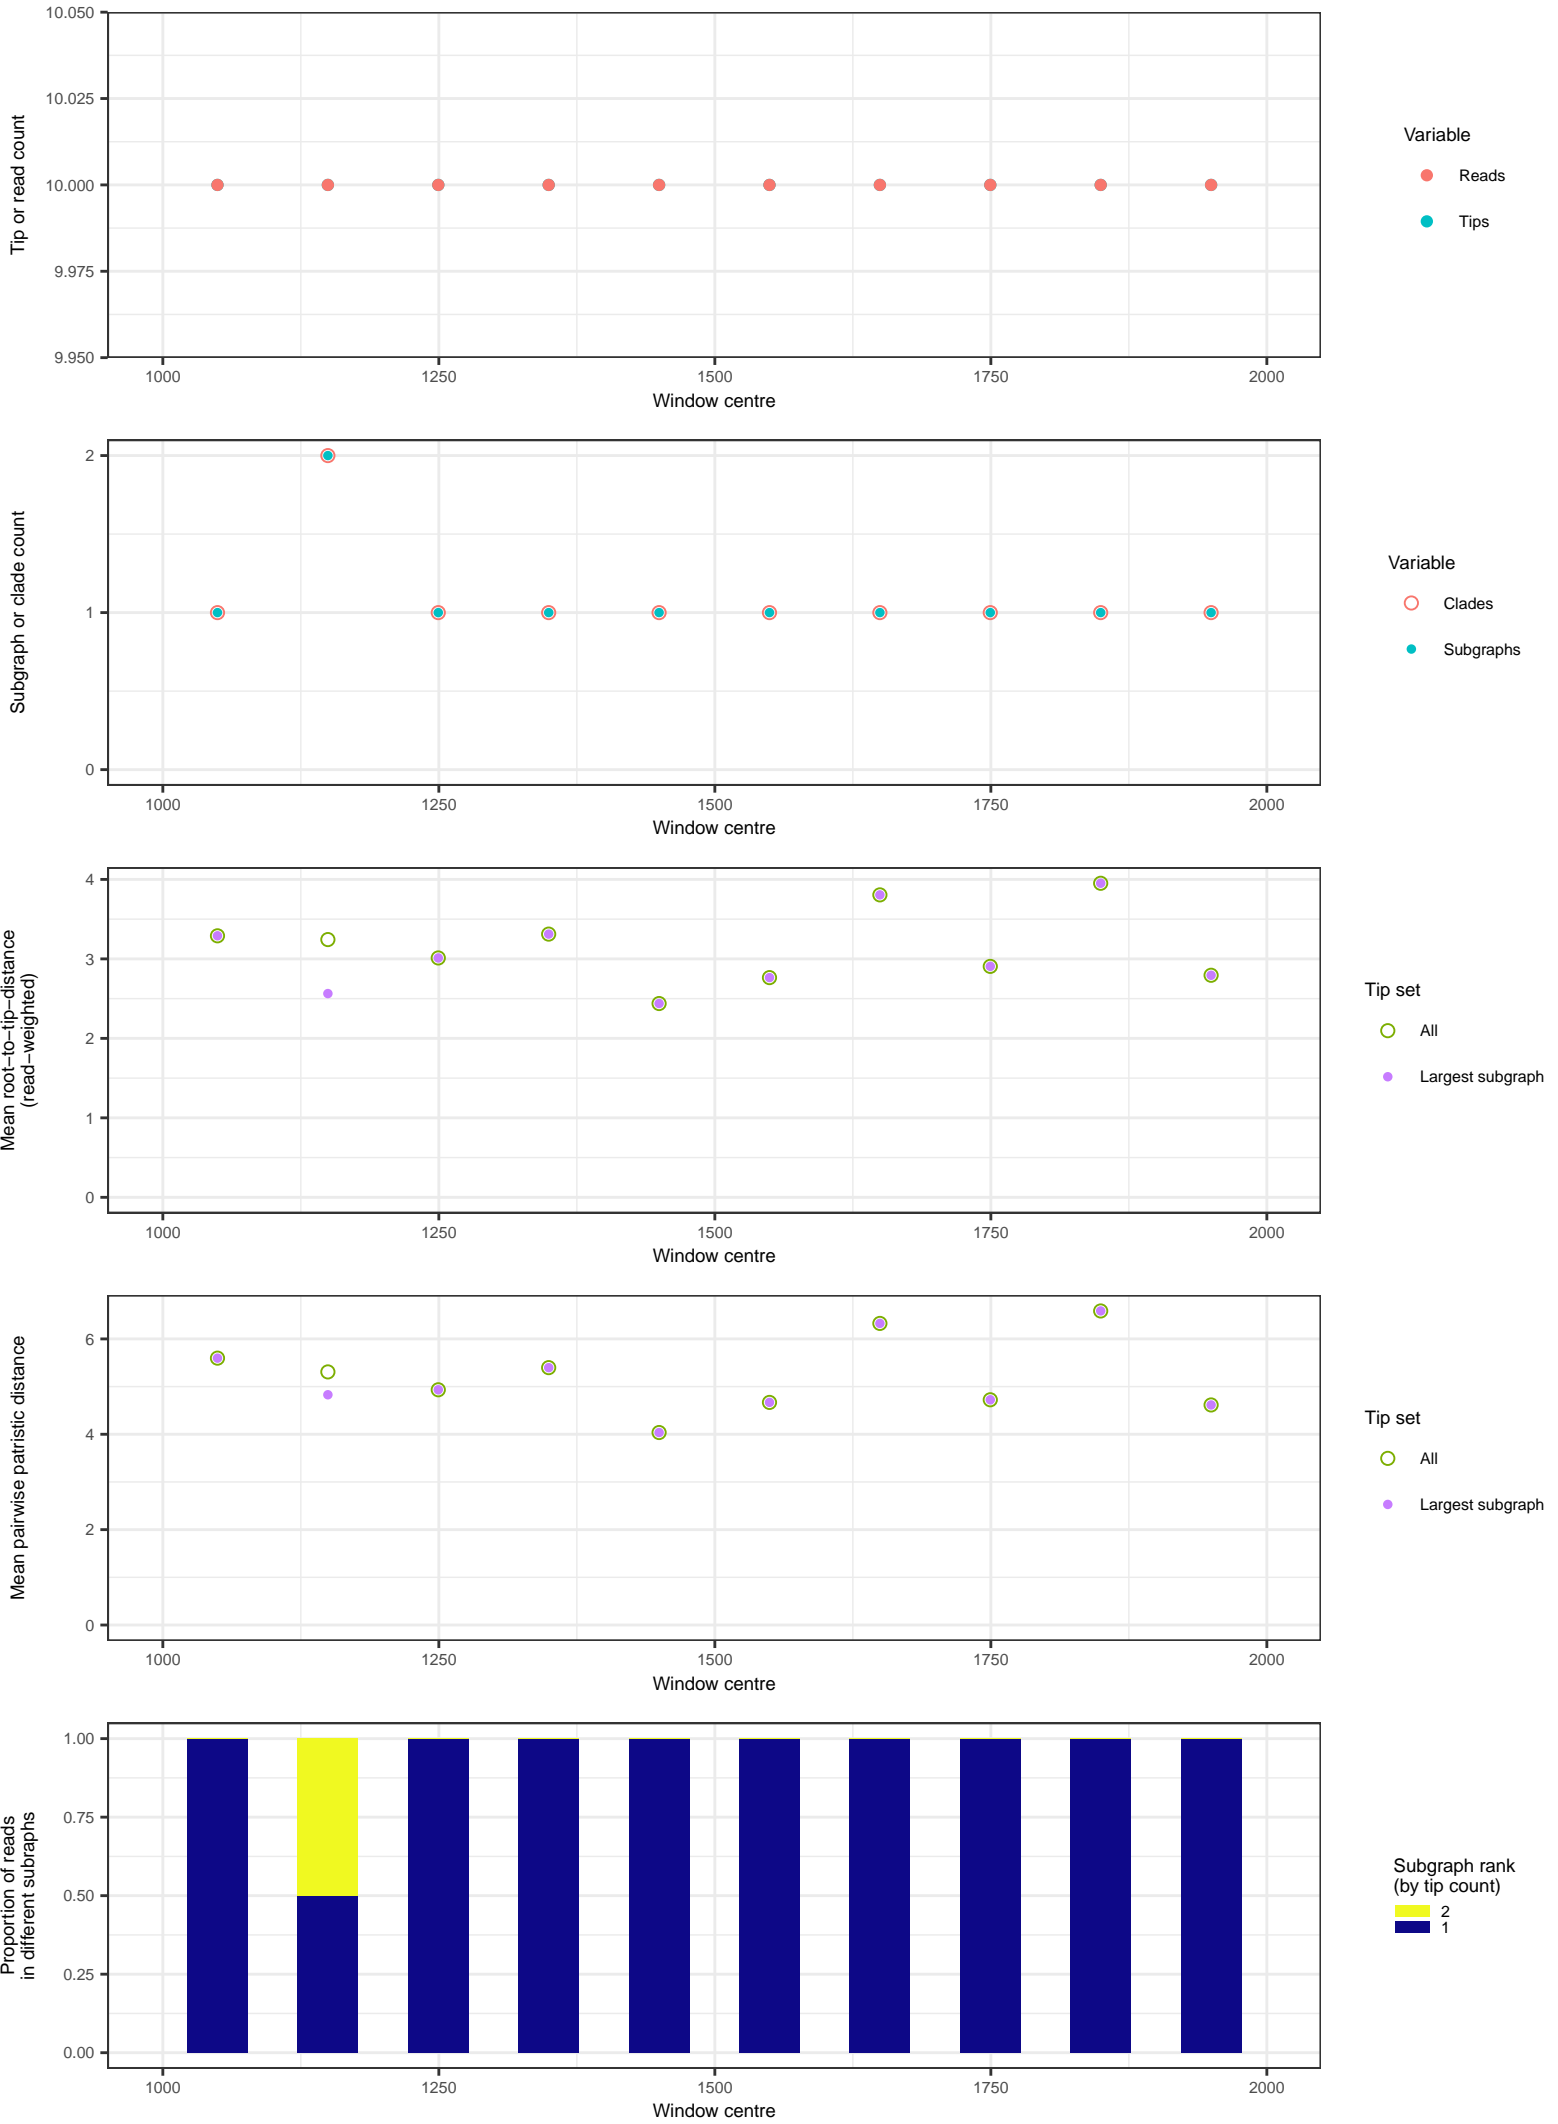 10.050
10.025
10.000
9.975
9.950
Tip or read count
1000 1250 1500 1750 2000
Window centre
Variable
Reads
Tips
2
1
0
Subgraph or clade count
1000 1250 1500 1750 2000
Window centre
Variable
Clades
Subgraphs
4
3
2
1
0
Mean root−to−tip−distance
(read−weighted)
1000 1250 1500 1750 2000
Window centre
Tip set
All
Largest subgraph
6
4
2
0
Mean pairwise patristic distance
1000 1250 1500 1750 2000
Window centre
Tip set
All
Largest subgraph
1.00
0.75
0.50
0.25
0.00
Proportion of reads
in different subraphs
1000 1250 1500 1750 2000
Window centre
Subgraph rank
(by tip count)
2
1